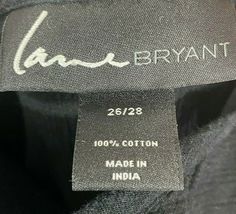 Lane BRYANT
26/28
100% COTTON
MADE IN
INDIA